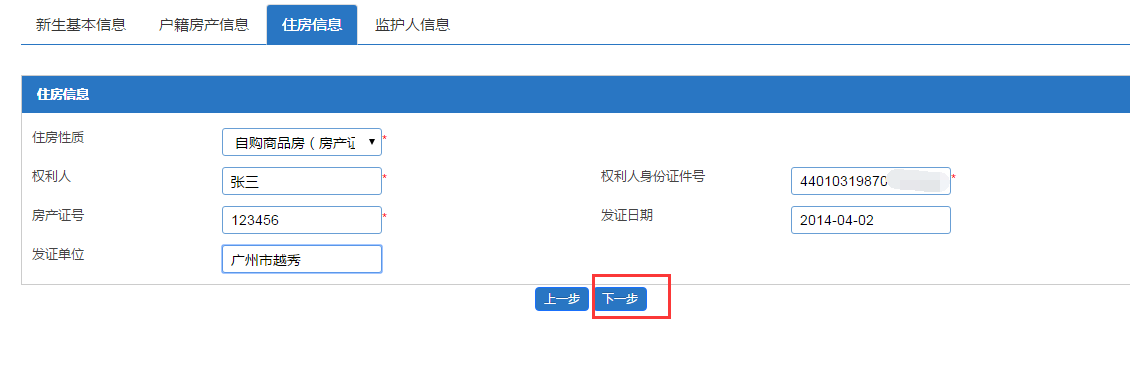 新生基本信息 户籍房产信息 住房信息 监护人信息
住房信息
住房性质 自购商品房（房产证 *
权利人 张三 * 权利人身份证件号 44010319870 *
房产证号 123456 * 发证日期 2014-04-02
发证单位 广州市越秀
上一步 下一步